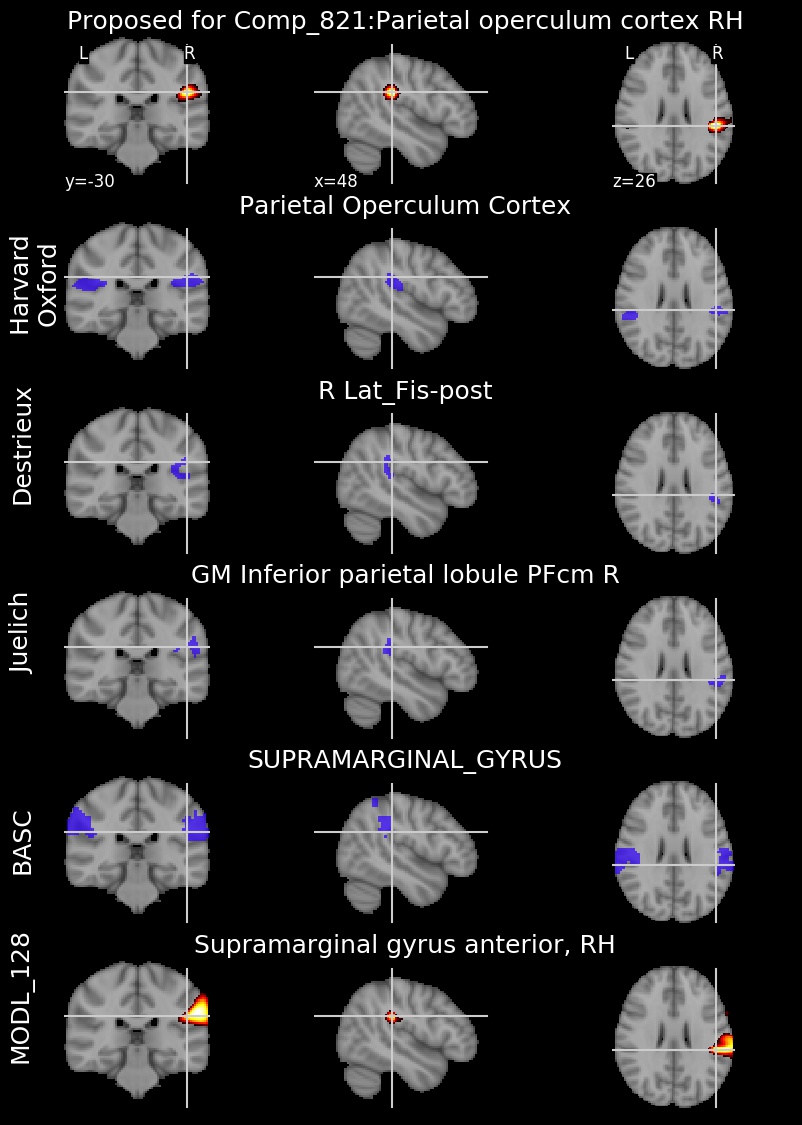 Proposed for Comp_821:Parietal operculum cortex RH
L R L R
y=-30 x=48 z=26
Parietal Operculum Cortex
Harvard
Oxford
R Lat_Fis-post
Destrieux
GM Inferior parietal lobule PFcm R
Juelich
SUPRAMARGINAL_GYRUS
BASC
Supramarginal gyrus anterior, RH
MODL_128